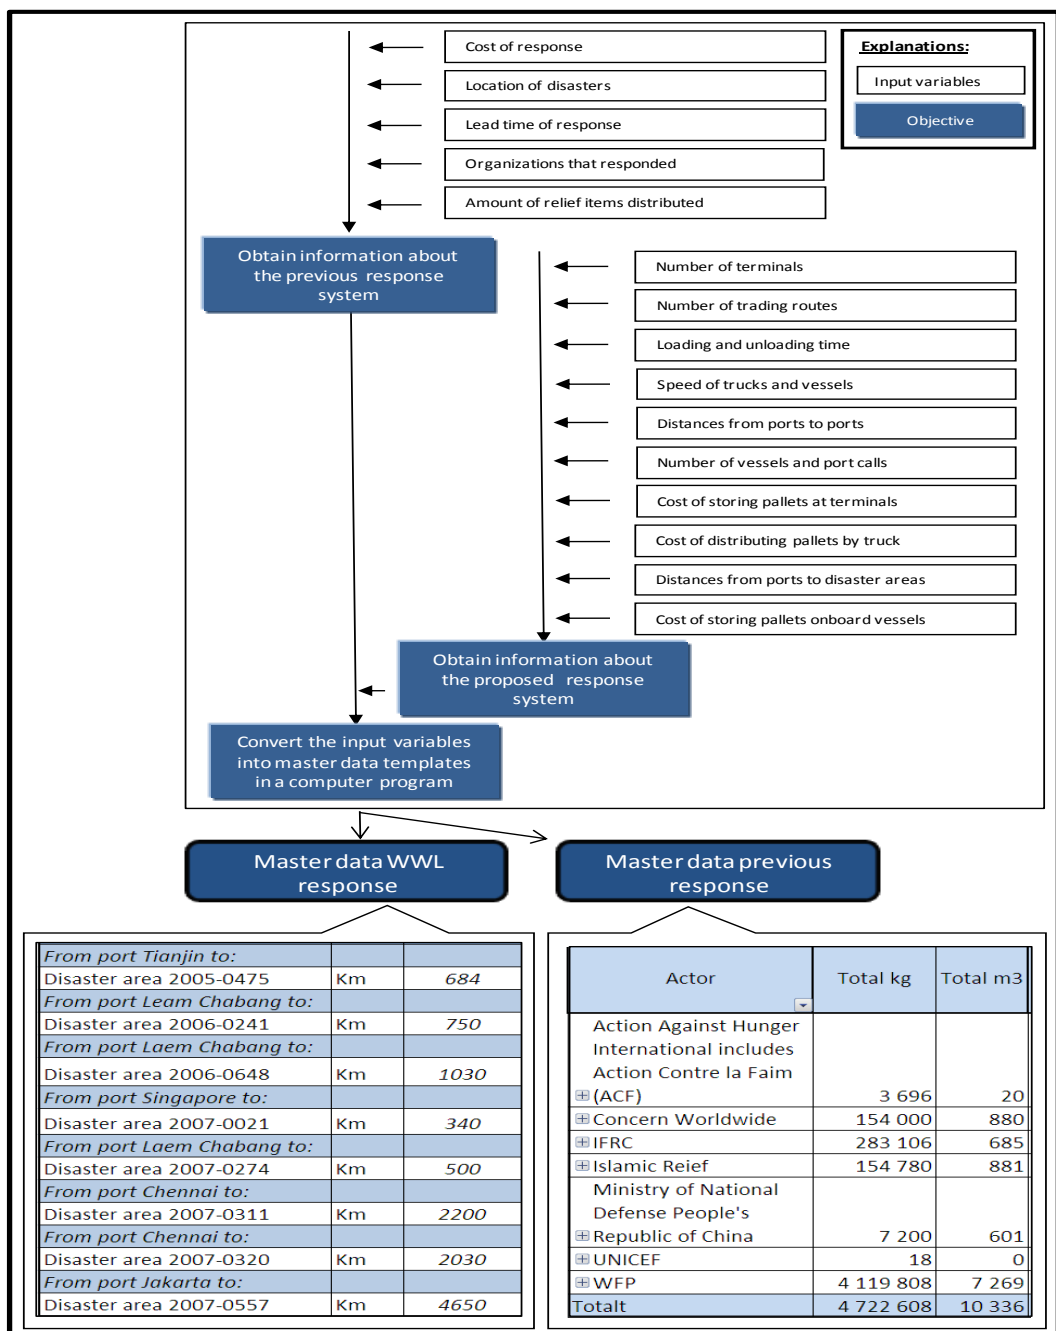 Explanations:
Input variables
Objective
Cost of response
Location of disasters
Lead time of response
Organizations that responded
Amount of relief items distributed
Obtain information about
the previous response
system
Number of terminals
Number of trading routes
Loading and unloading time
Speed of trucks and vessels
Distances from ports to ports
Number of vessels and port calls
Cost of storing pallets at terminals
Cost of distributing pallets by truck
Distances from ports to disaster areas
Cost of storing pallets onboard vessels
Obtain information about
the proposed response
system
Convert the input variables
into master data templates
in a computer program
Master data WWL
response
Master data previous
response
From port Tianjin to:
Disaster area 2005-0475 Km 684
From port Leam Chabang to:
Disaster area 2006-0241 Km 750
From port Laem Chabang to:
Disaster area 2006-0648 Km 1030
From port Singapore to:
Disaster area 2007-0021 Km 340
From port Laem Chabang to:
Disaster area 2007-0274 Km 500
From port Chennai to:
Disaster area 2007-0311 Km 2200
From port Chennai to:
Disaster area 2007-0320 Km 2030
From port Jakarta to:
Disaster area 2007-0557 Km 4650
Actor Total kg Total m3
Action Against Hunger
International includes
Action Contre la Faim
(ACF) 3 696 20
Concern Worldwide 154 000 880
IFRC 283 106 685
Islamic Reief 154 780 881
Ministry of National
Defense People's
Republic of China 7 200 601
UNICEF 18 0
WFP 4 119 808 7 269
Totalt 4 722 608 10 336